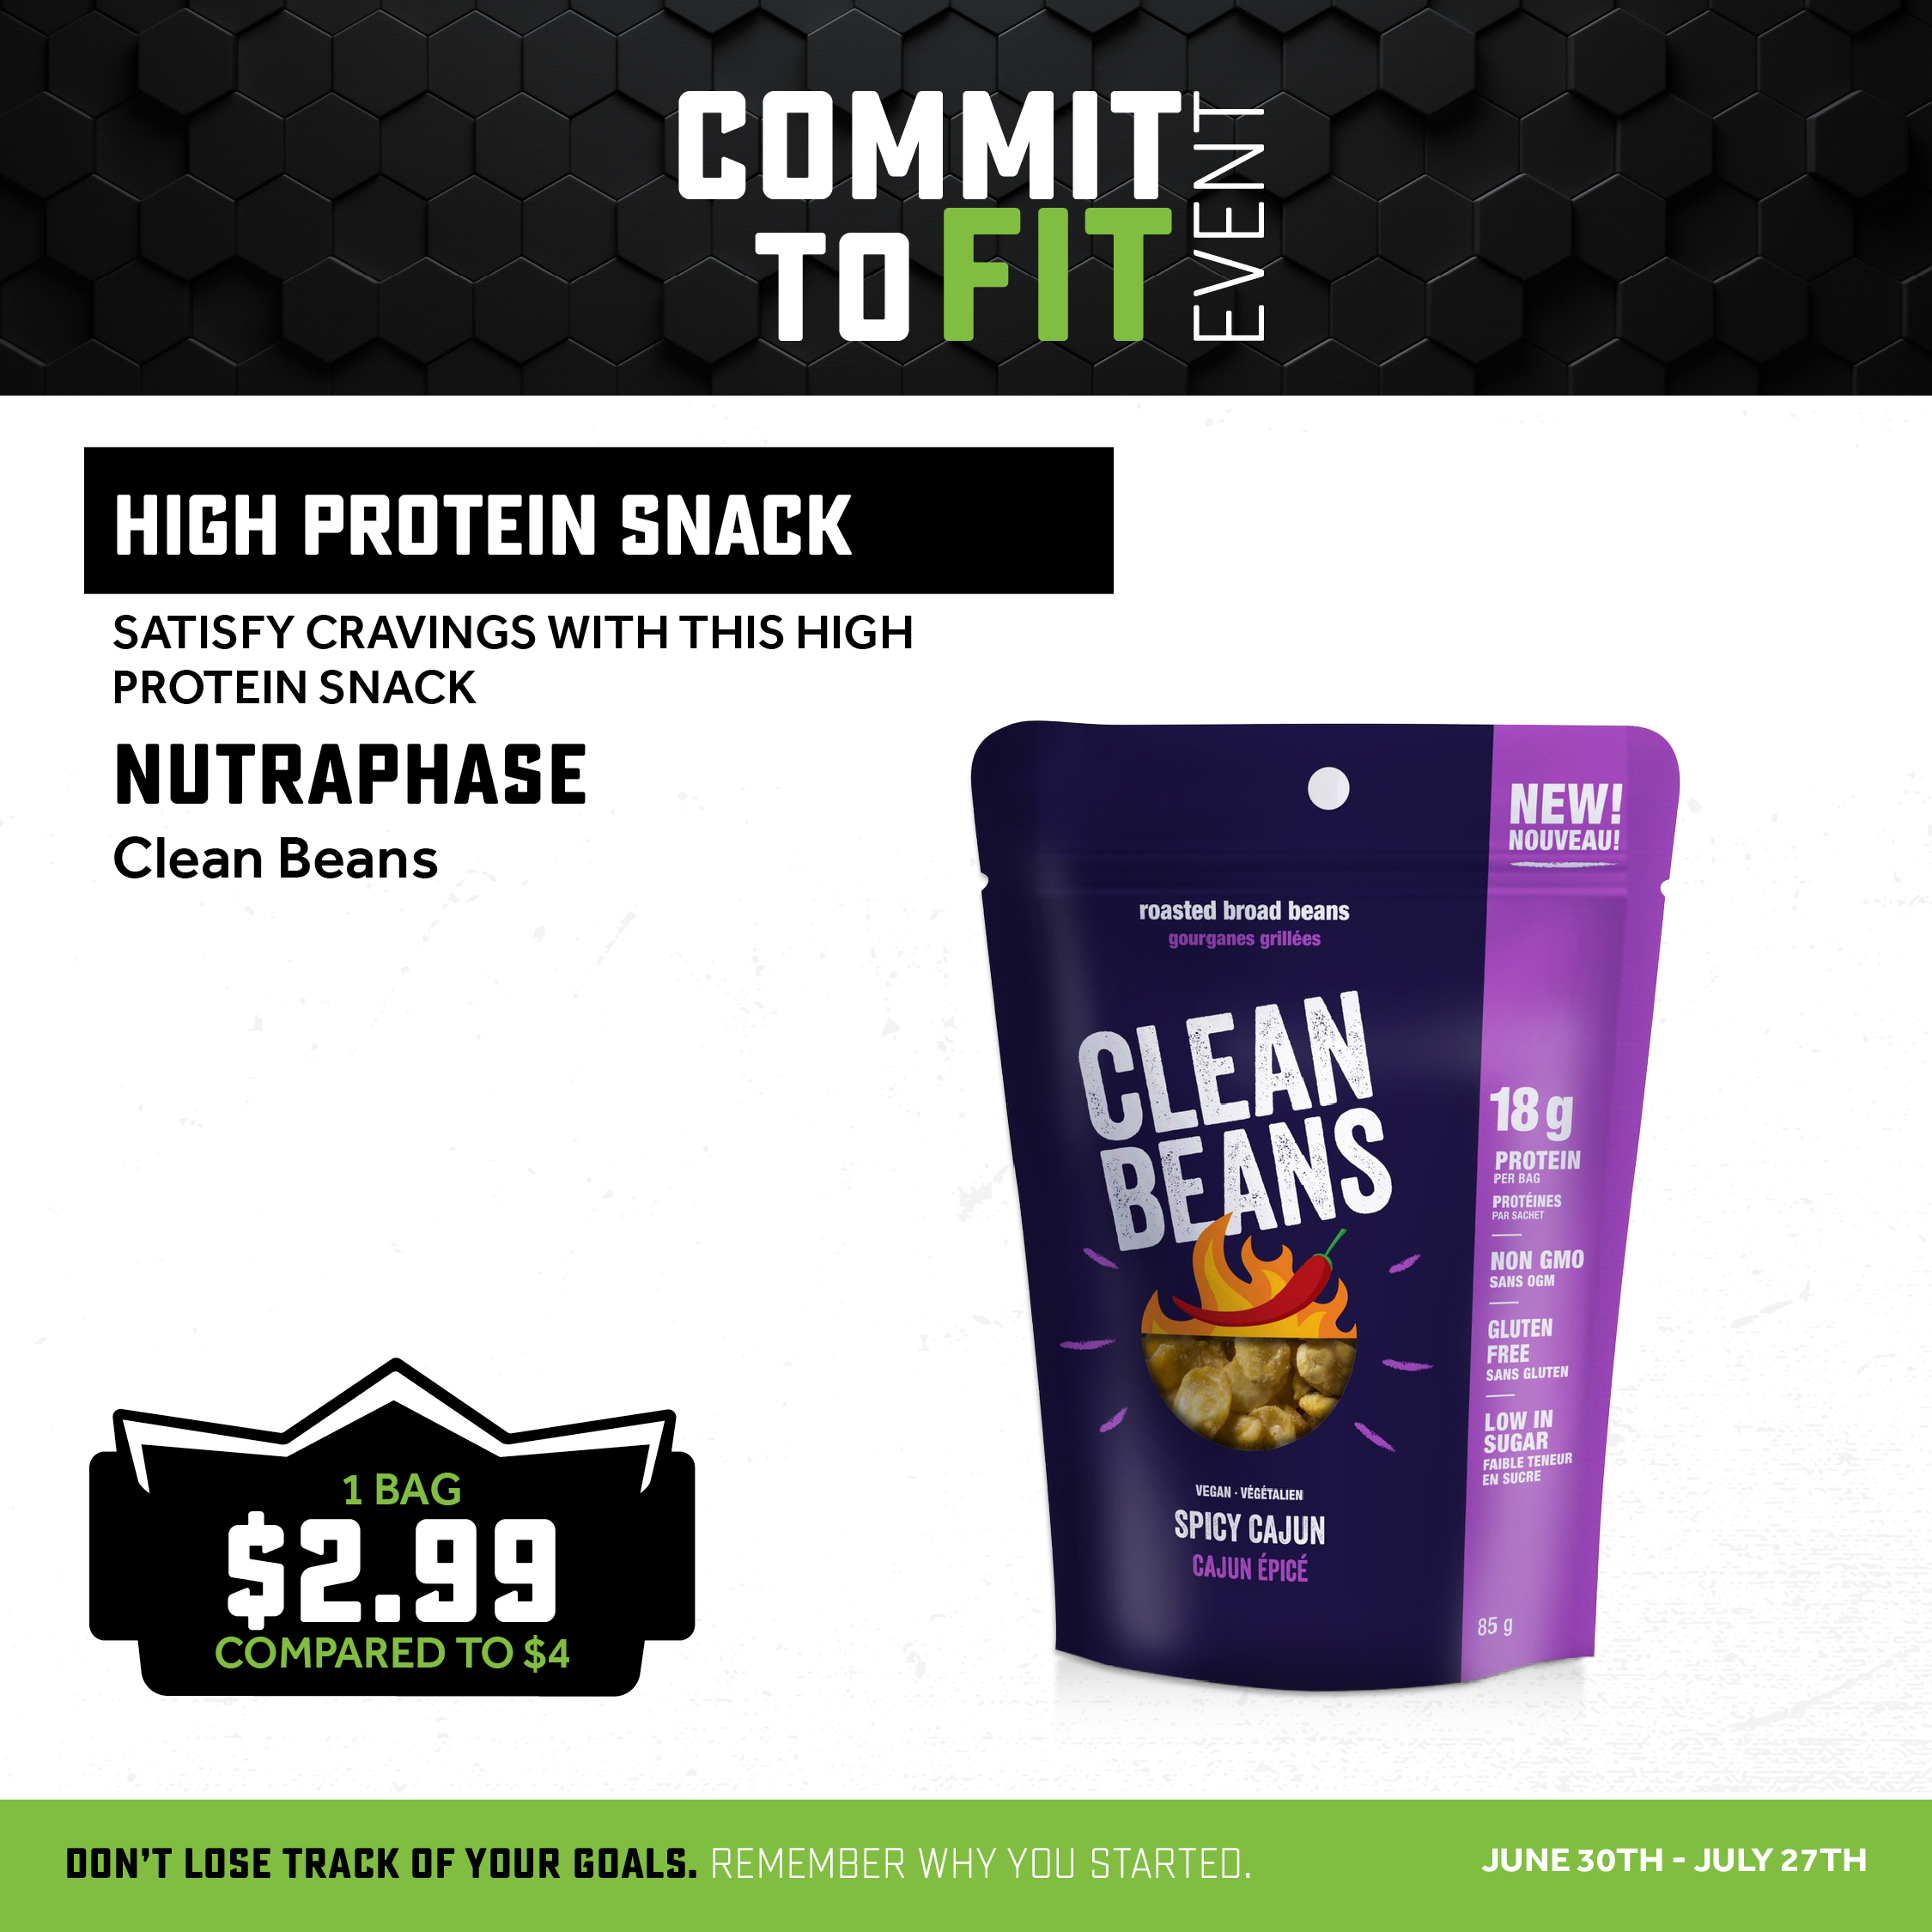 COMMIT
TO FIT
EVENT
HIGH PROTEIN SNACK
SATISFY CRAVINGS WITH THIS HIGH
PROTEIN SNACK
NUTRAPHASE
Clean Beans
NEW!
NOUVEAU!
roasted broad beans
gourganes grillées
CLEAN
BEANS
18 g
PROTEIN
PER BAG
PROTÉINES
PAR SACHET
NON GMO
SANS OGM
GLUTEN
FREE
SANS GLUTEN
LOW IN
SUGAR
FAIBLE TENEUR
EN SUCRE
VEGAN · VÉGÉTALIEN
SPICY CAJUN
CAJUN ÉPICÉ
85 g
1 BAG
$2.99
COMPARED TO $4
DON'T LOSE TRACK OF YOUR GOALS. REMEMBER WHY YOU STARTED.
JUNE 30TH - JULY 27TH